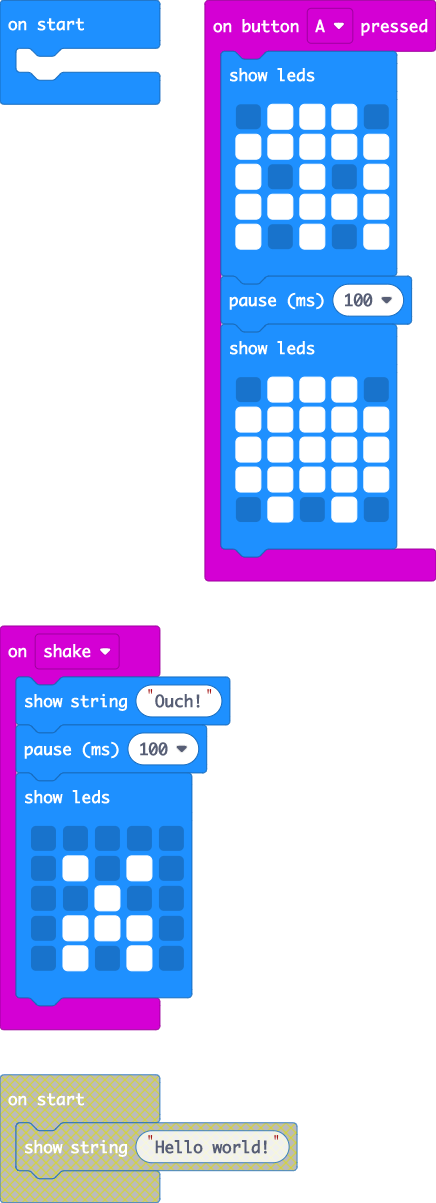 on start
on button A pressed
show leds
pause (ms) 100
show leds
on shake
show string "Ouch!"
pause (ms) 100
show leds
on start
show string "Hello world!"